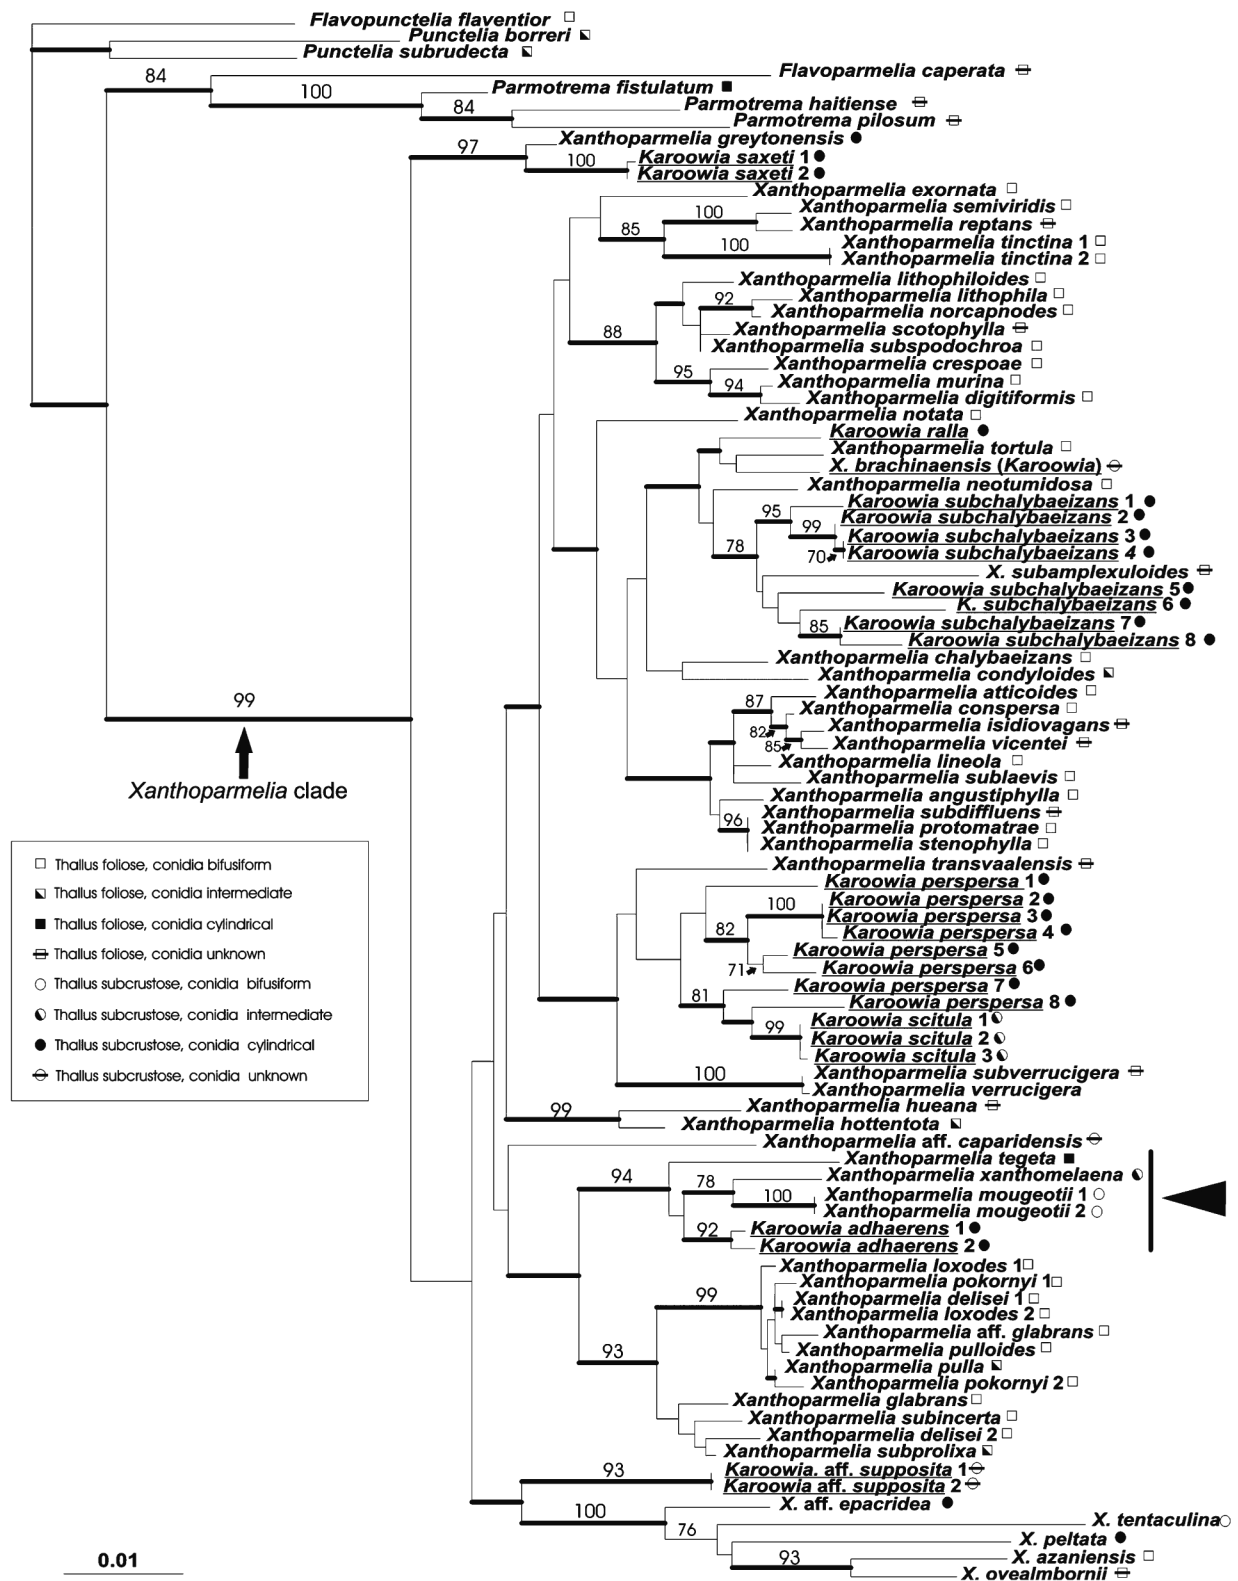 Flavopunctelia flaventior
Punctelia borreri
Punctelia subrudecta
Flavoparmelia caperata
84
Parmotrema fistulatum
100
Parmotrema haitiense
84
Parmotrema pilosum
Xanthoparmelia greytonensis
97
Karoowia saxeti 1
100
Karoowia saxeti 2
Xanthoparmelia exornata
Xanthoparmelia semiviridis
100
Xanthoparmelia reptans
85
Xanthoparmelia tinctina 1
100
Xanthoparmelia tinctina 2
Xanthoparmelia lithophiloides
Xanthoparmelia lithophila
92
Xanthoparmelia norcapnodes
Xanthoparmelia scotophylla
88
Xanthoparmelia subspodochroa
Xanthoparmelia crespoae
95
Xanthoparmelia murina
94
Xanthoparmelia digitiformis
Xanthoparmelia notata
Karoowia ralla
Xanthoparmelia tortula
X. brachinaensis (Karoowia)
Xanthoparmelia neotumidosa
Karoowia subchalybaeizans 1
95
Karoowia subchalybaeizans 2
99
Karoowia subchalybaeizans 3
78
70
Karoowia subchalybaeizans 4
X. subamplexuloides
Karoowia subchalybaeizans 5
K. subchalybaeizans 6
Karoowia subchalybaeizans 7
85
Karoowia subchalybaeizans 8
Xanthoparmelia chalybaeizans
Xanthoparmelia condyloides
Xanthoparmelia atticoides
99
87
Xanthoparmelia conspersa
Xanthoparmelia isidiovagans
82
Xanthoparmelia vicentei
85
Xanthoparmelia lineola
Xanthoparmelia sublaevis
Xanthoparmelia clade
Xanthoparmelia angustiphylla
Xanthoparmelia subdiffluens
96
Xanthoparmelia protomatrae
Xanthoparmelia stenophylla
Xanthoparmelia transvaalensis
Thallus foliose, conidia bifusiform
Thallus foliose, conidia intermediate
Thallus foliose, conidia cylindrical
Thallus foliose, conidia unknown
Thallus subcrustose, conidia bifusiform
Thallus subcrustose, conidia intermediate
Thallus subcrustose, conidia cylindrical
Thallus subcrustose, conidia unknown
Karoowia perspersa 1
Karoowia perspersa 2
100
Karoowia perspersa 3
82
Karoowia perspersa 4
Karoowia perspersa 5
71
Karoowia perspersa 6
Karoowia perspersa 7
81
Karoowia perspersa 8
Karoowia scitula 1
99
Karoowia scitula 2
Karoowia scitula 3
Xanthoparmelia subverrucigera
100
Xanthoparmelia verrucigera
Xanthoparmelia hueana
99
Xanthoparmelia hottentota
Xanthoparmelia aff. caparidensis
Xanthoparmelia tegeta
94
Xanthoparmelia xanthomelaena
78
Xanthoparmelia mougeotii 1
100
Xanthoparmelia mougeotii 2
Karoowia adhaerens 1
92
Karoowia adhaerens 2
Xanthoparmelia loxodes 1
Xanthoparmelia pokornyi 1
99
Xanthoparmelia delisei 1
Xanthoparmelia loxodes 2
Xanthoparmelia aff. glabrans
Xanthoparmelia pulloides
93
Xanthoparmelia pulla
Xanthoparmelia pokornyi 2
Xanthoparmelia glabrans
Xanthoparmelia subincerta
Xanthoparmelia delisei 2
Xanthoparmelia subprolixa
Karoowia. aff. supposita 1
93
Karoowia aff. supposita 2
X. aff. epacridea
100
X. tentaculina
76
X. peltata
X. azaniensis
93
X. ovealmbornii
0.01